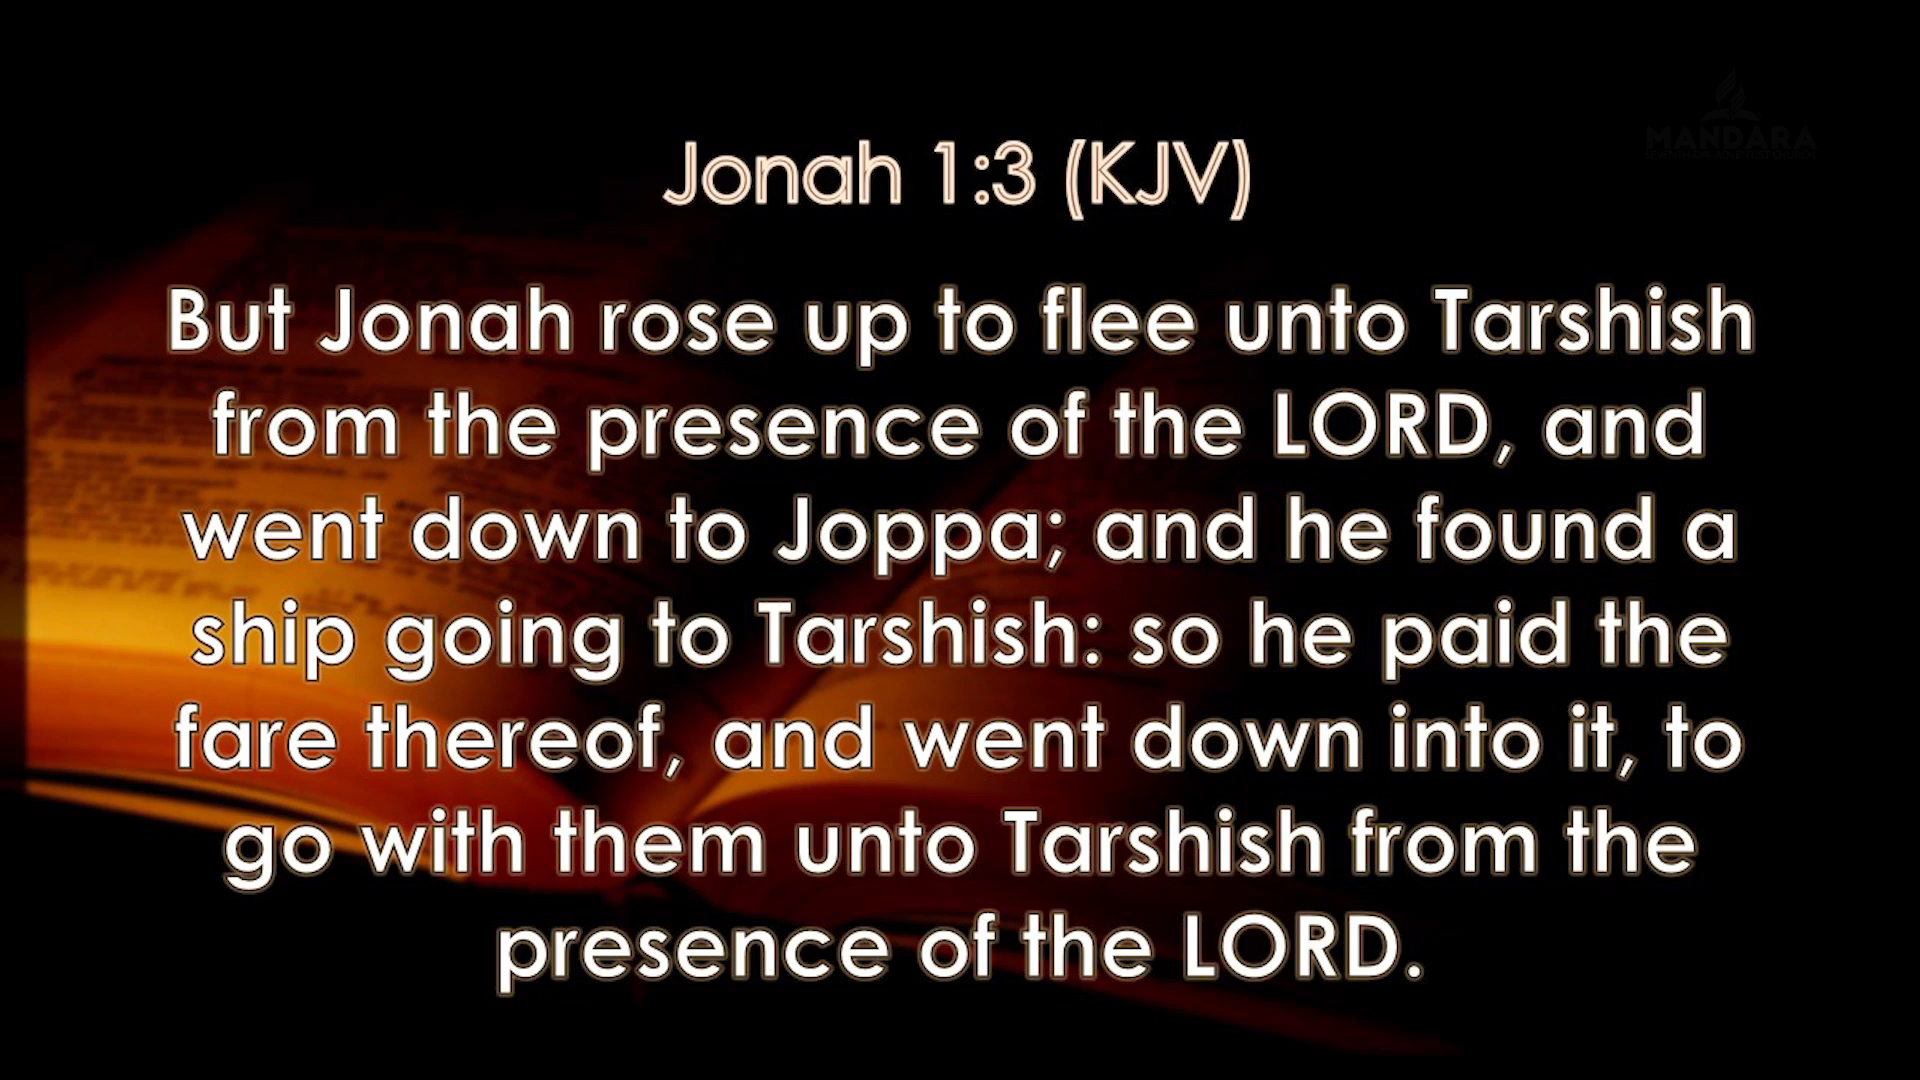 MANDARA
Jonah 1:3 (KJV)
But Jonah rose up to flee unto Tarshish
from the presence of the LORD, and
went down to Joppa; and he found a
ship going to Tarshish: so he paid the
fare thereof, and went down into it, to
go with them unto Tarshish from the
presence of the LORD.